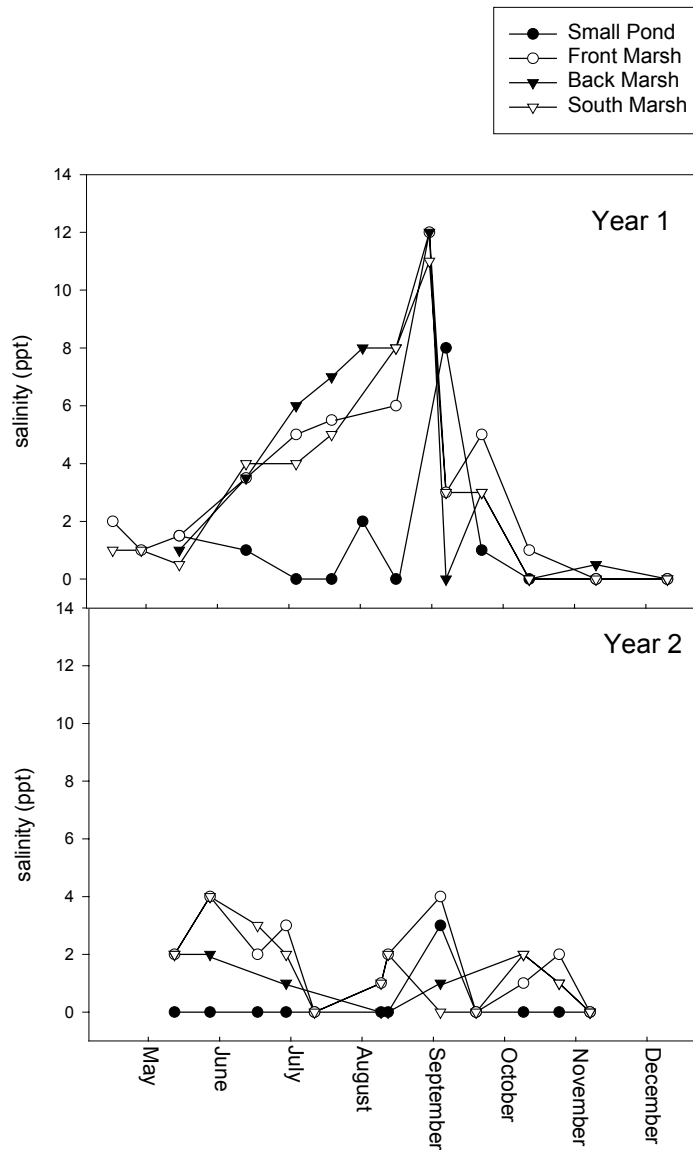 Small Pond
Front Marsh
Back Marsh
South Marsh
14
12
10
8
6
4
2
0
salinity (ppt)
Year 1
14
12
10
8
6
4
2
0
salinity (ppt)
Year 2
May
June
July
August
September
October
November
December